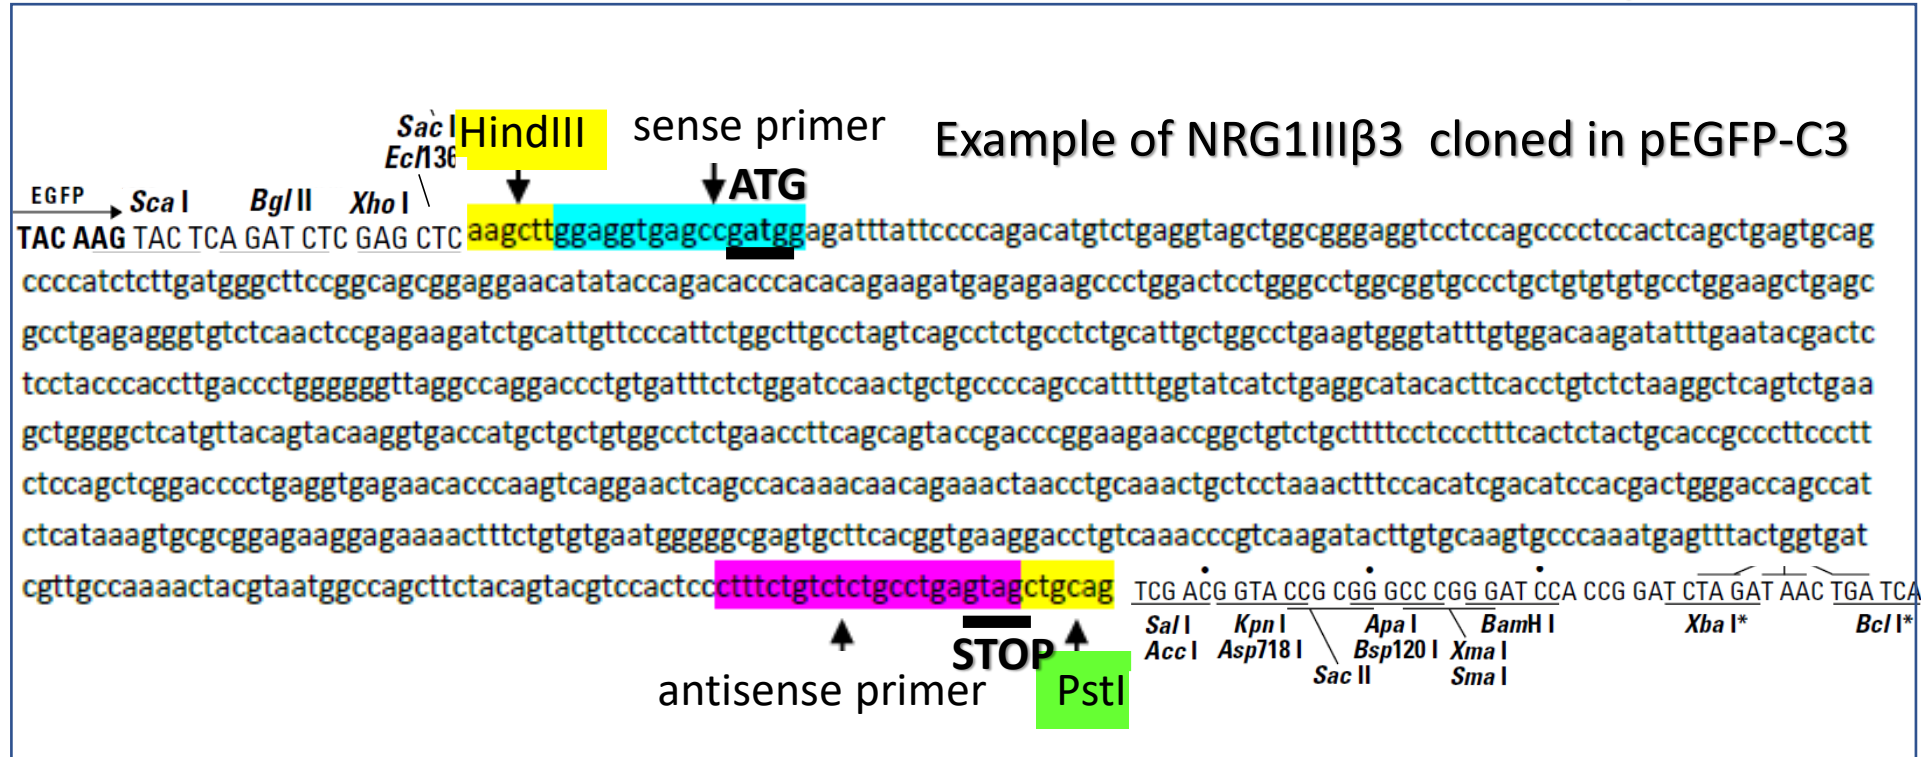 Sac I HindIII sense primer Example of NRG1IIIβ3 cloned in pEGFP-C3
Ecl136
EGFP Sca I Bgl II Xho I ATG
TAC AAG TAC TCA GAT CTC GAG CTC aagcttggaggtgagccgatggagatttattccccagacatgtctgaggtagctggcgggaggtcctccagcccctccactcagctgagtgcag
ccccatctcttgatgggcttccggcagcggaggaacatataccagacacccacacagaagatgagagaagccctggactcctgggcctggcggtgccctgctgtgtgtgcctggaagctgagc
gcctgagagggtgtctcaactccgagaagatctgcattgttcccattctggcttgcctagtcagcctctgcctctgcattgctggcctgaagtgggtatttgtggacaagatatttgaatacgactc
tcctacccaccttgaccctggggggttaggccaggaccctgtgatttctctggatccaactgctgccccagccattttggtatcatctgaggcatacacttcacctgtctctaaggctcagtctgaa
gctggggctcatgttacagtacaaggtgaccatgctgctgtggcctctgaaccttcagcagtaccgacccggaagaaccggctgtctgcttttcctccctttcactctactgcaccgcccttccctt
ctccagctcggacccctgaggtgagaacacccaagtcaggaactcagccacaaacaacagaaactaacctgcaaactgctcctaaactttccacatcgacatccacgactgggaccagccat
ctcataaagtgcgcggagaaggagaaaactttctgtgtgaatgggggcgagtgcttcacggtgaaggacctgtcaaacccgtcaagatacttgtgcaagtgcccaaatgagtttactggtgat
cgttgccaaaactacgtaatggccagcttctacagtacgtccactccctttctgtctctgcctgagtagctgcag TCG ACG GTA CCG CGG GCC CGG GAT CCA CCG GAT CTA GAT AAC TGA TCA
Sal I Kpn I Apa I BamH I Xba I* Bcl I*
Acc I Asp718 I Bsp120 I Xma I
STOP Sac II Sma I
antisense primer PstI